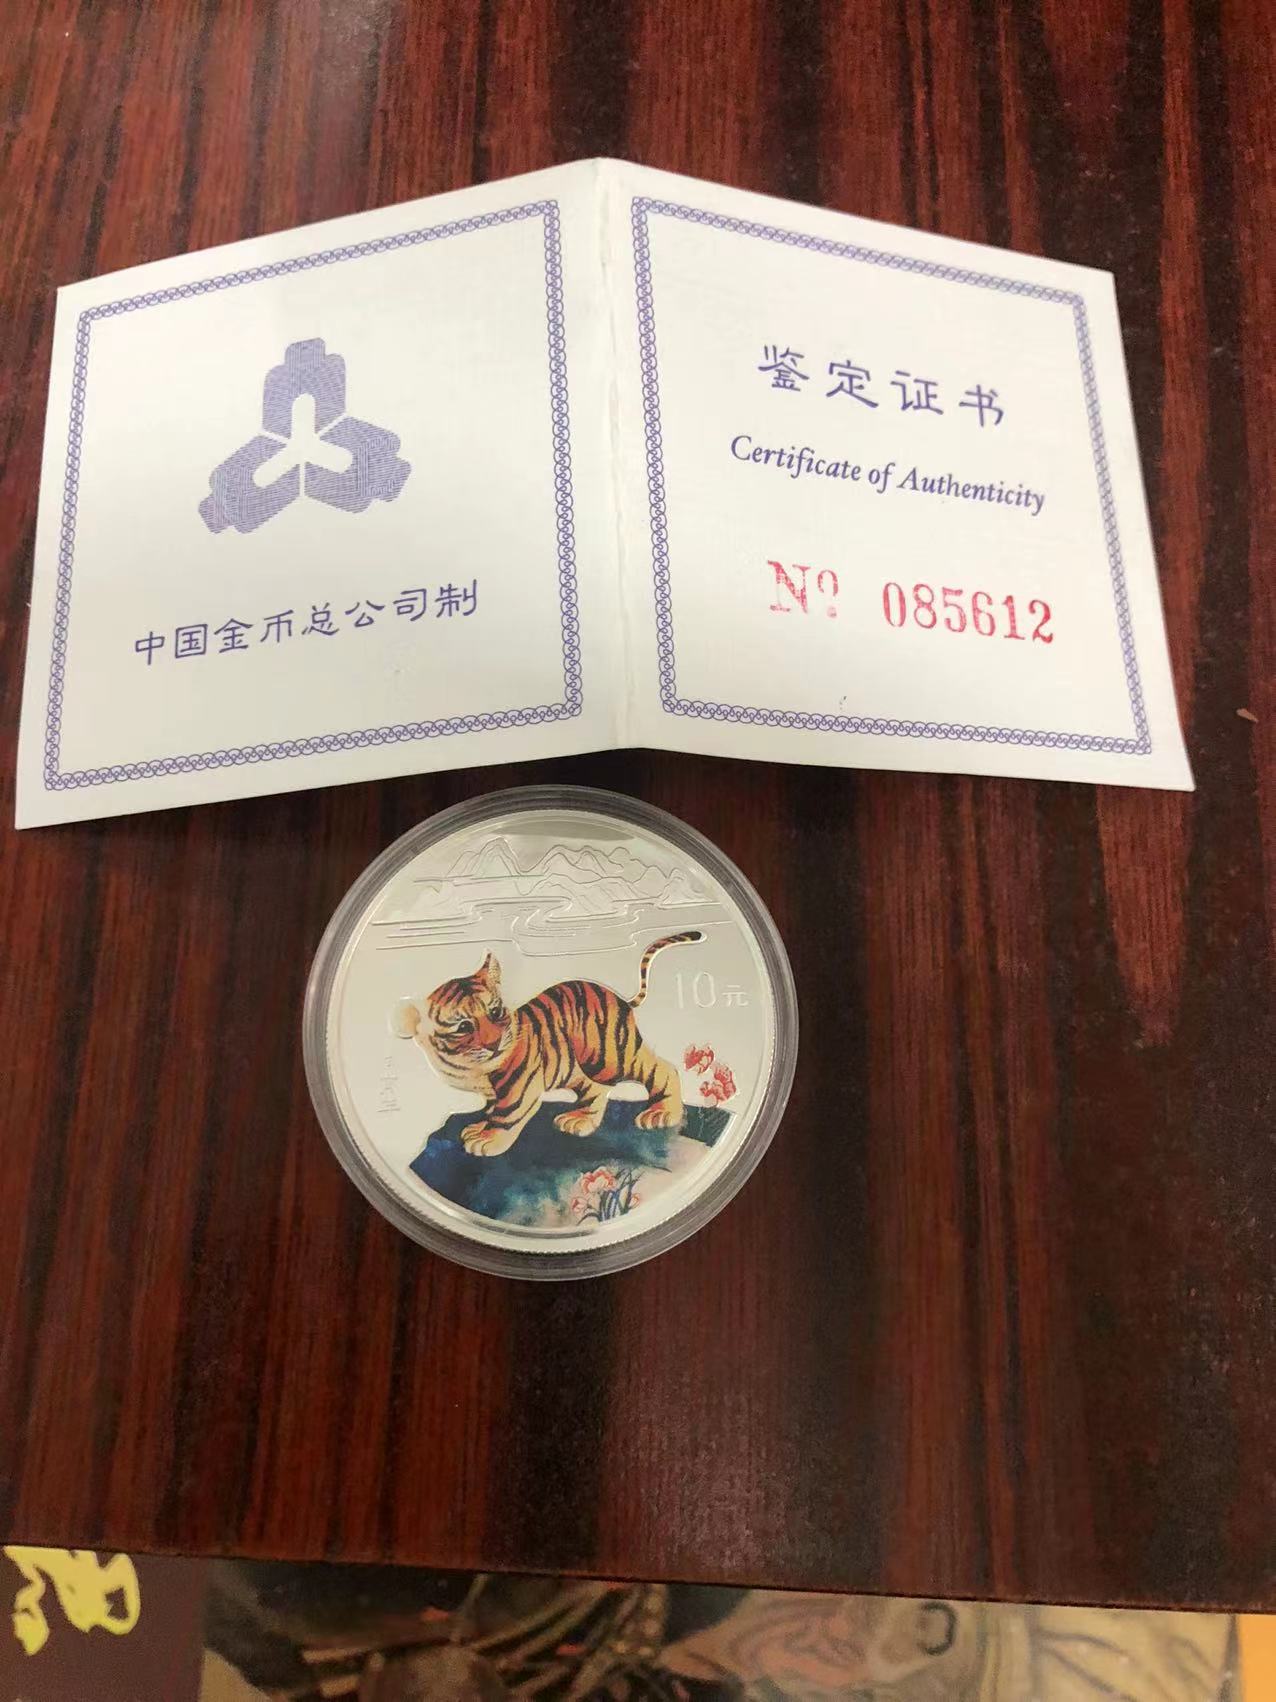 中国金币总公司制
鉴定证书
Certificate of Authenticity
Nº 085612
10元